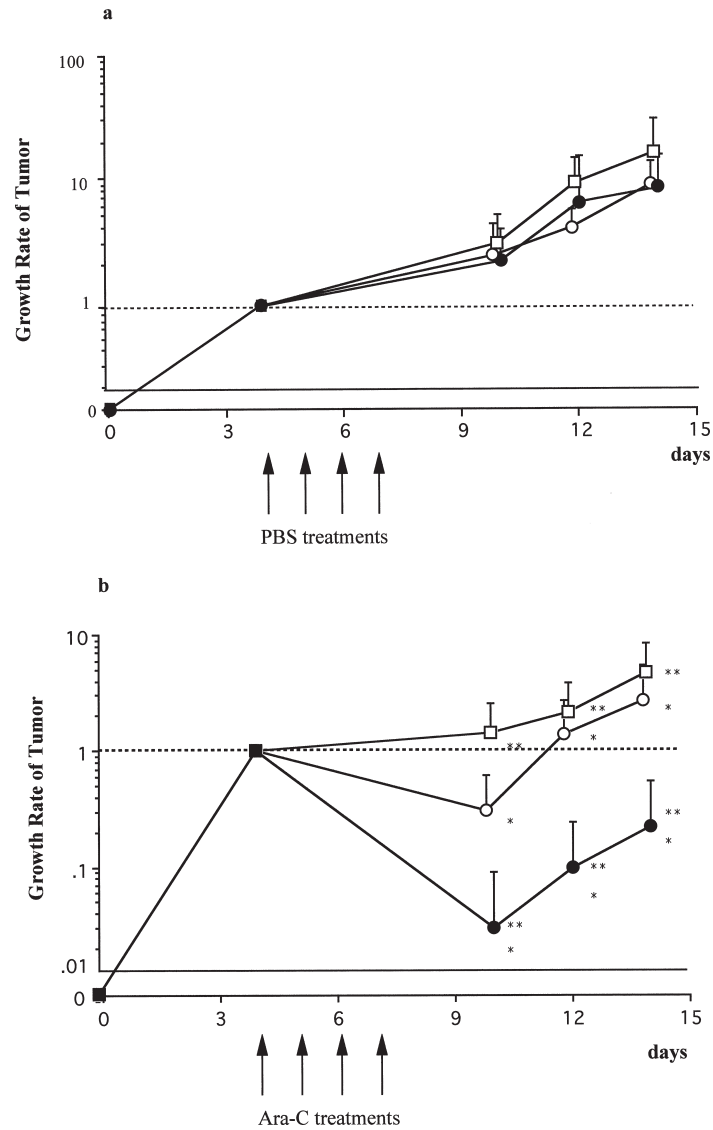 a
100
10
1
0
Growth Rate of Tumor
0 3 6 9 12 15
days
PBS treatments
b
10
1
.1
.01
0
Growth Rate of Tumor
**
**
*
**
*
*
**
*
**
*
**
*
0 3 6 9 12 15
days
Ara-C treatments